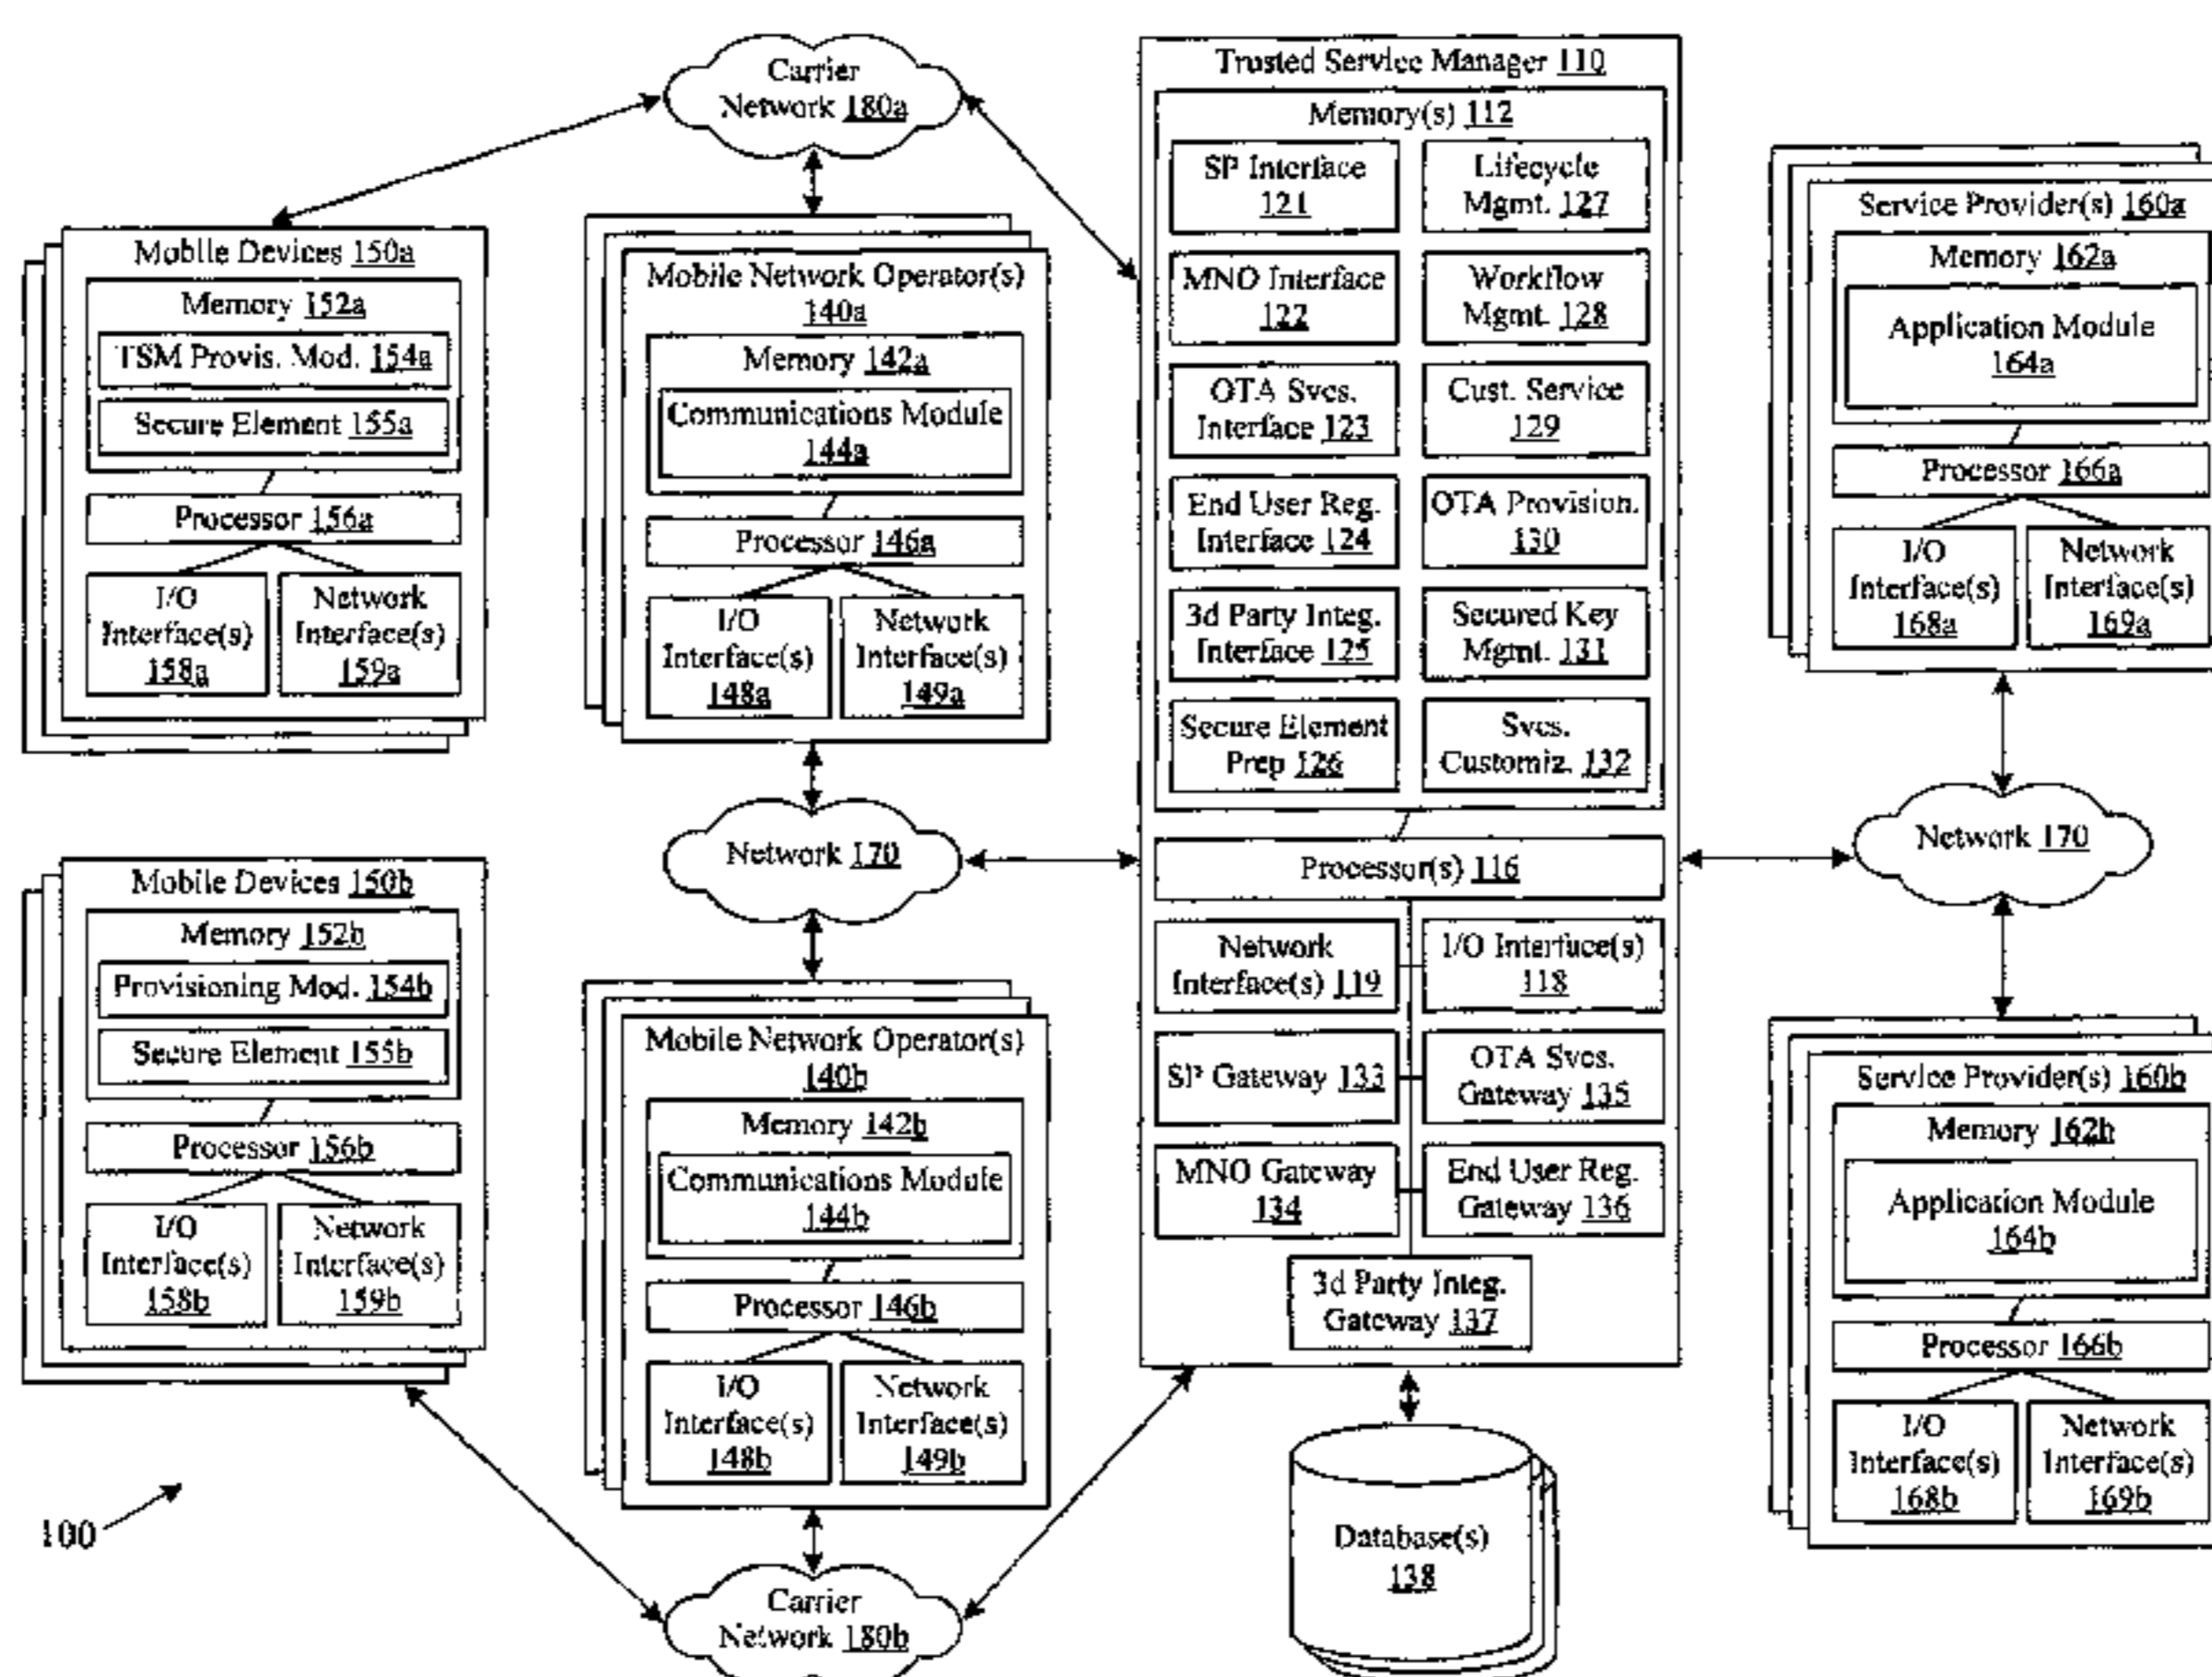 Carrier
Network 180a
Mobile Devices 150a
Memory 152a
TSM Provis. Mod. 154a
Secure Element 155a
Processor 156a
I/O
Interface(s)
158a
Network
Interface(s)
159a
Mobile Network Operator(s)
140a
Memory 142a
Communications Module
144a
Processor 146a
I/O
Interface(s)
148a
Network
Interface(s)
149a
Network 170
Mobile Devices 150b
Memory 152b
Provisioning Mod. 154b
Secure Element 155b
Processor 156b
I/O
Interface(s)
158b
Network
Interface(s)
159b
Mobile Network Operator(s)
140b
Memory 142b
Communications Module
144b
Processor 146b
I/O
Interface(s)
148b
Network
Interface(s)
149b
100
Carrier
Network 180b
Trusted Service Manager 110
Memory(s) 112
SP Interface
121
Lifecycle
Mgmt. 127
MNO Interface
122
Workflow
Mgmt. 128
OTA Svcs.
Interface 123
Cust. Service
129
End User Reg.
Interface 124
OTA Provision.
130
3d Party Integ.
Interface 125
Secured Key
Mgmt. 131
Secure Element
Prep 126
Svcs.
Customiz. 132
Processor(s) 116
Network
Interface(s) 119
I/O Interface(s)
118
SP Gateway 133
OTA Svcs.
Gateway 135
MNO Gateway
134
End User Reg.
Gateway 136
3d Party Integ.
Gateway 137
Database(s)
138
Service Provider(s) 160a
Memory 162a
Application Module
164a
Processor 166a
I/O
Interface(s)
168a
Network
Interface(s)
169a
Network 170
Service Provider(s) 160b
Memory 162b
Application Module
164b
Processor 166b
I/O
Interface(s)
168b
Network
Interface(s)
169b